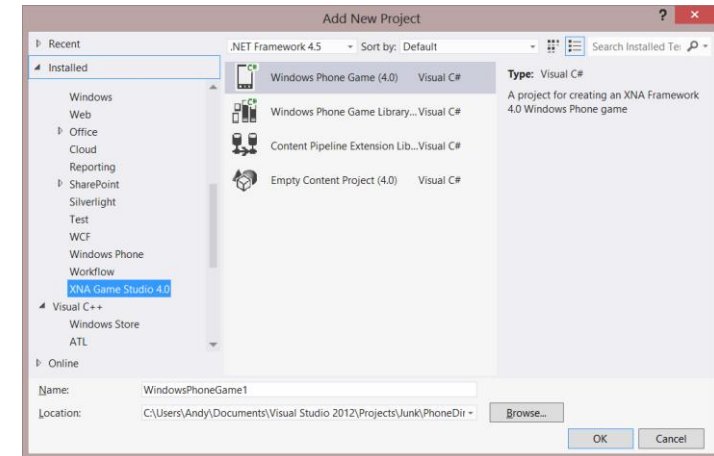 Add New Project
? ×
Recent
.NET Framework 4.5 Sort by: Default Search Installed Te
Installed
Windows
Web
Office
Cloud
Reporting
SharePoint
Silverlight
Test
WCF
Windows Phone
Workflow
XNA Game Studio 4.0
Visual C++
Windows Store
ATL
Online
Windows Phone Game (4.0) Visual C#
Windows Phone Game Library... Visual C#
Content Pipeline Extension Lib... Visual C#
Empty Content Project (4.0) Visual C#
Type: Visual C#
A project for creating an XNA Framework
4.0 Windows Phone game
Name: WindowsPhoneGame1
Location: C:\Users\Andy\Documents\Visual Studio 2012\Projects\Junk\PhoneDir
Browse...
OK Cancel